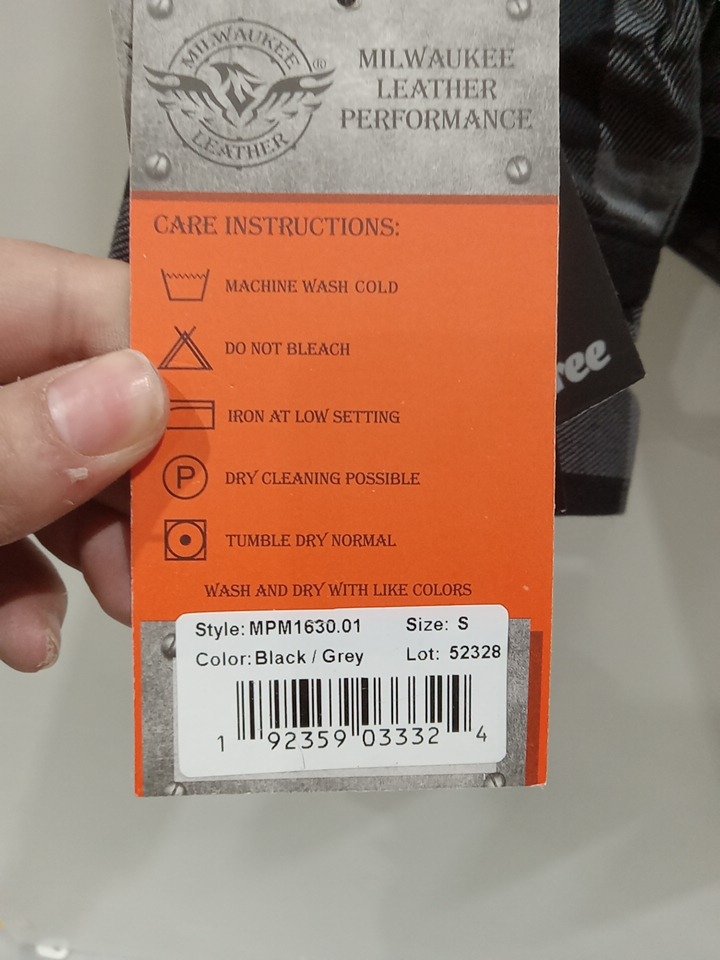 MILWAUKEE
LEATHER
®
MILWAUKEE
LEATHER
PERFORMANCE
CARE INSTRUCTIONS:
MACHINE WASH COLD
DO NOT BLEACH
IRON AT LOW SETTING
P
DRY CLEANING POSSIBLE
TUMBLE DRY NORMAL
WASH AND DRY WITH LIKE COLORS
Style: MPM1630.01 Size: S
Color: Black / Grey Lot: 52328
1 92359 03332 4